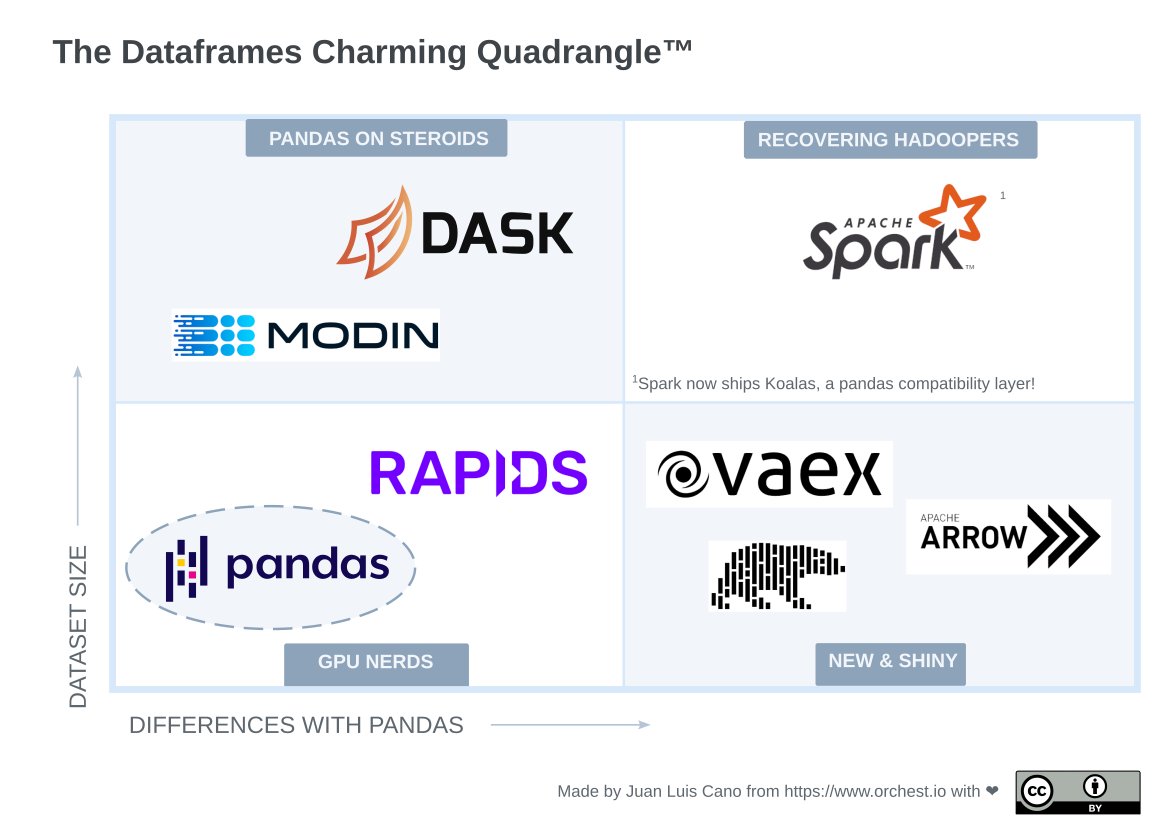 The Dataframes Charming Quadrangle™
PANDAS ON STEROIDS
RECOVERING HADOOPERS
DASK
APACHE
Spark™
1
MODIN
1Spark now ships Koalas, a pandas compatibility layer!
RAPIDS
vaex
APACHE
ARROW
pandas
GPU NERDS
NEW & SHINY
DATASET SIZE
DIFFERENCES WITH PANDAS
Made by Juan Luis Cano from https://www.orchest.io with ❤
cc
BY